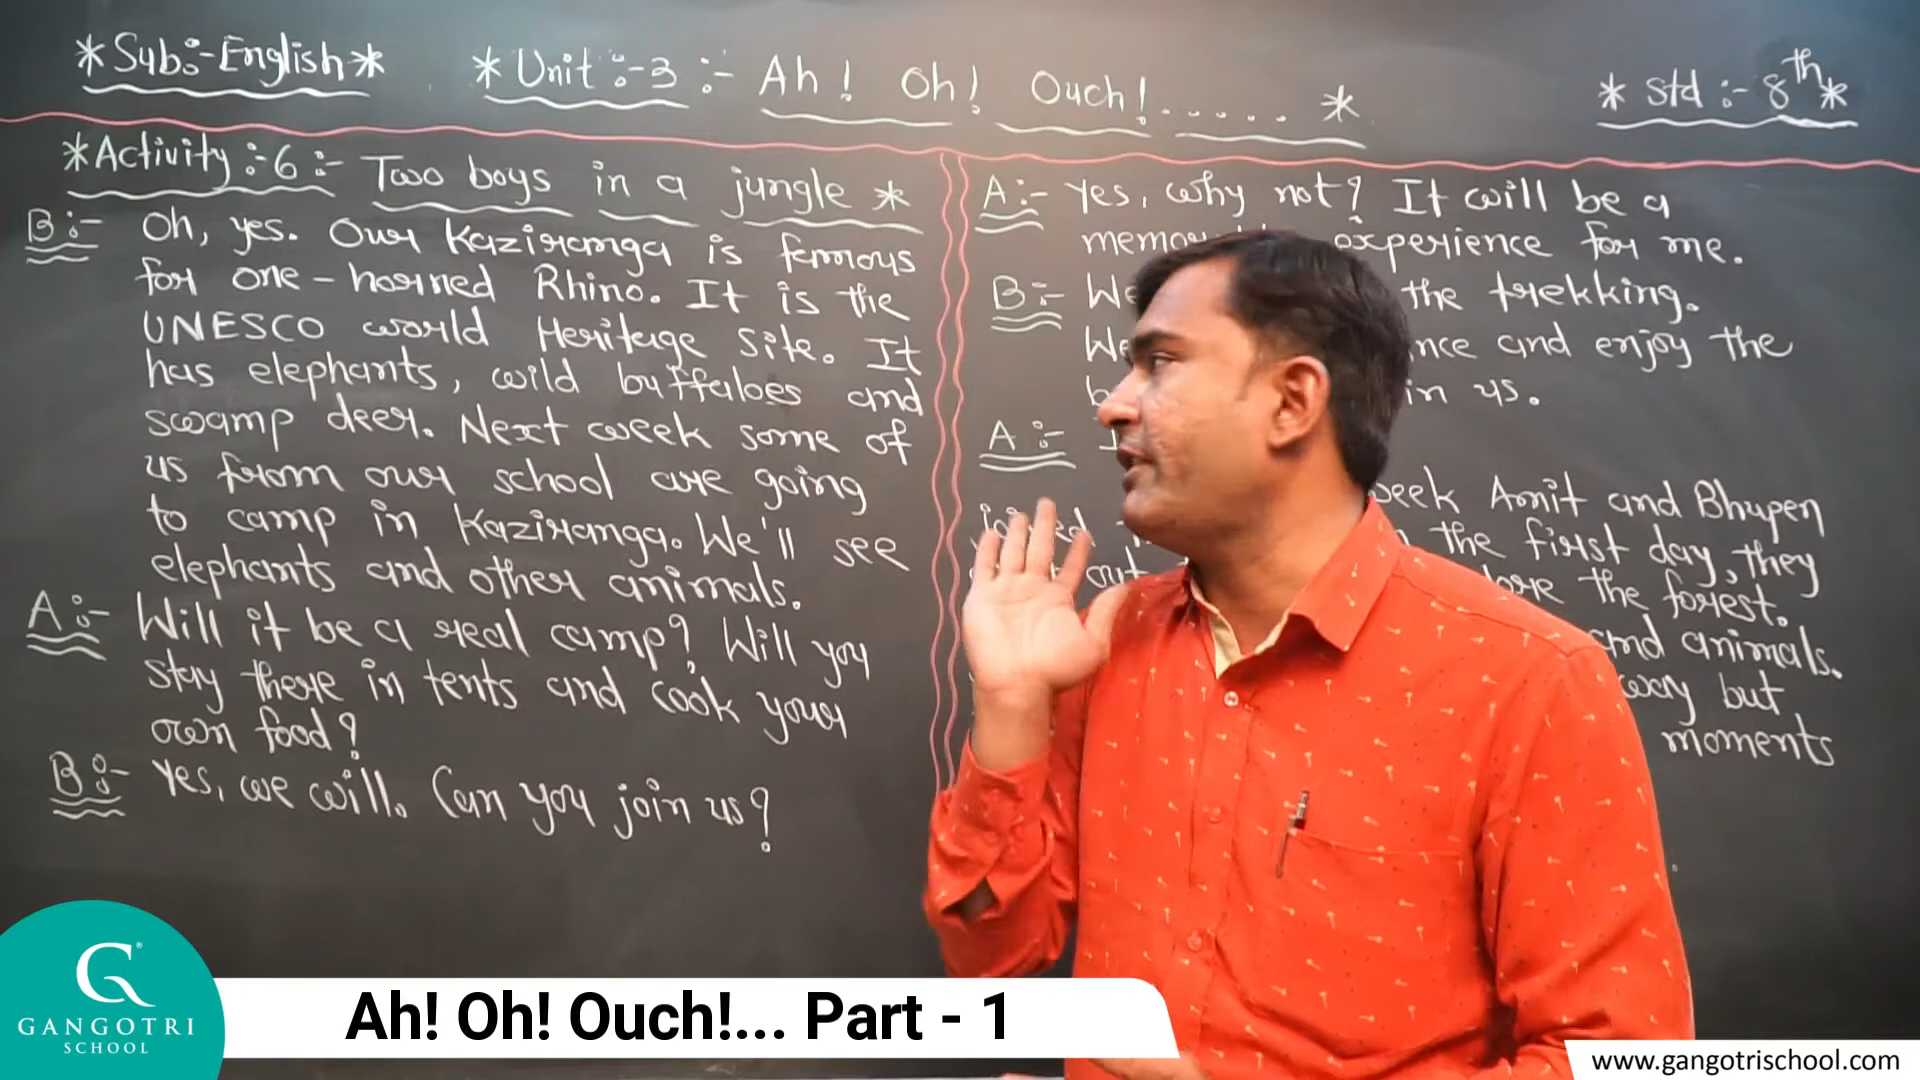 *Sub:-English*
*Unit:-3:- Ah! Oh! Ouch!...... *
* Std :- 8th*
*Activity:-6:- Two boys in a jungle *
B:- Oh, yes. Our Kaziranga is famous
for one-horned Rhino. It is the
UNESCO world Heritage Site. It
has elephants, wild buffaloes and
swamp deer. Next week some of
us from our school are going
to camp in Kaziranga. We'll see
elephants and other animals.
A:- Will it be a real camp? Will you
stay there in tents and cook your
own food?
B:- Yes, we will. Can you join us?
A:- Yes, why not? It will be a
experience for me.
B:- We the trekking.
We and enjoy the
in us.
A:-
Amit and Bhupen
the first day, they
out the forest.
and animals.
way but
moments
Ah! Oh! Ouch!... Part - 1
G
GANGOTRI
SCHOOL
www.gangotrischool.com